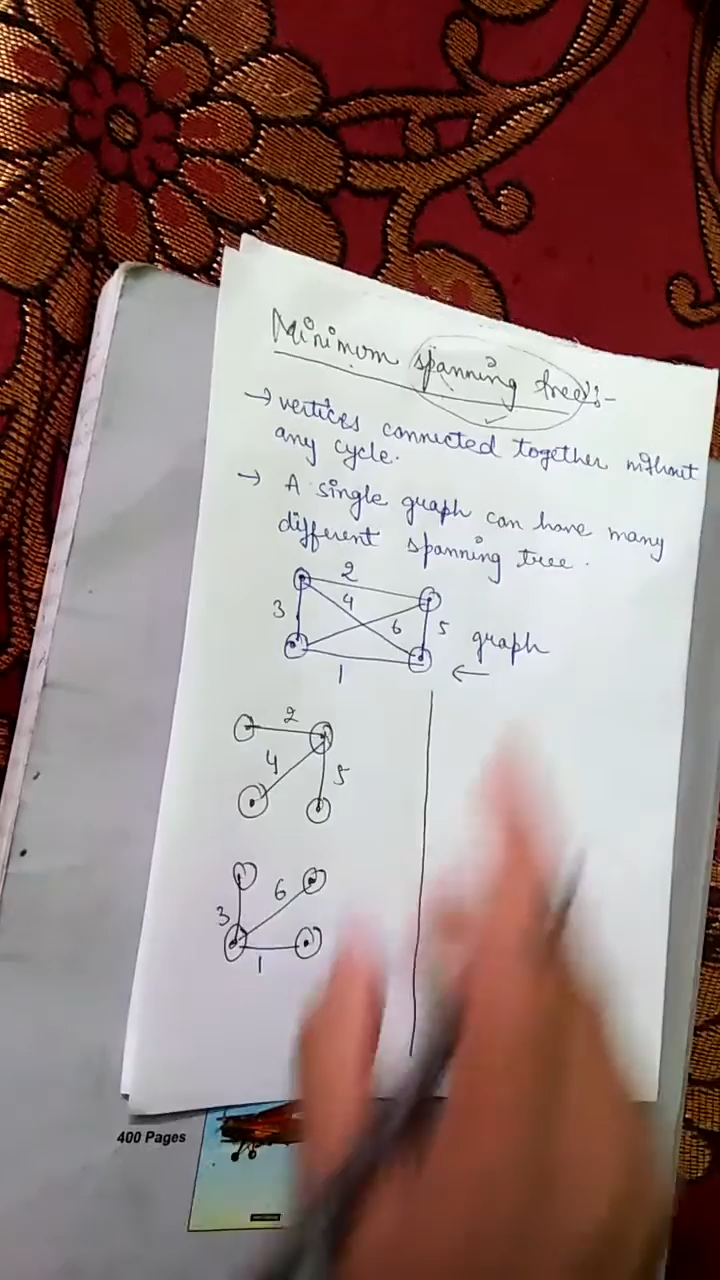 Minimum spanning tree:-
→ vertices connected together without
any cycle.
→ A single graph can have many
different spanning tree.
2
3 4 6 5
1
← graph
2
4 5
6
3
1
400 Pages